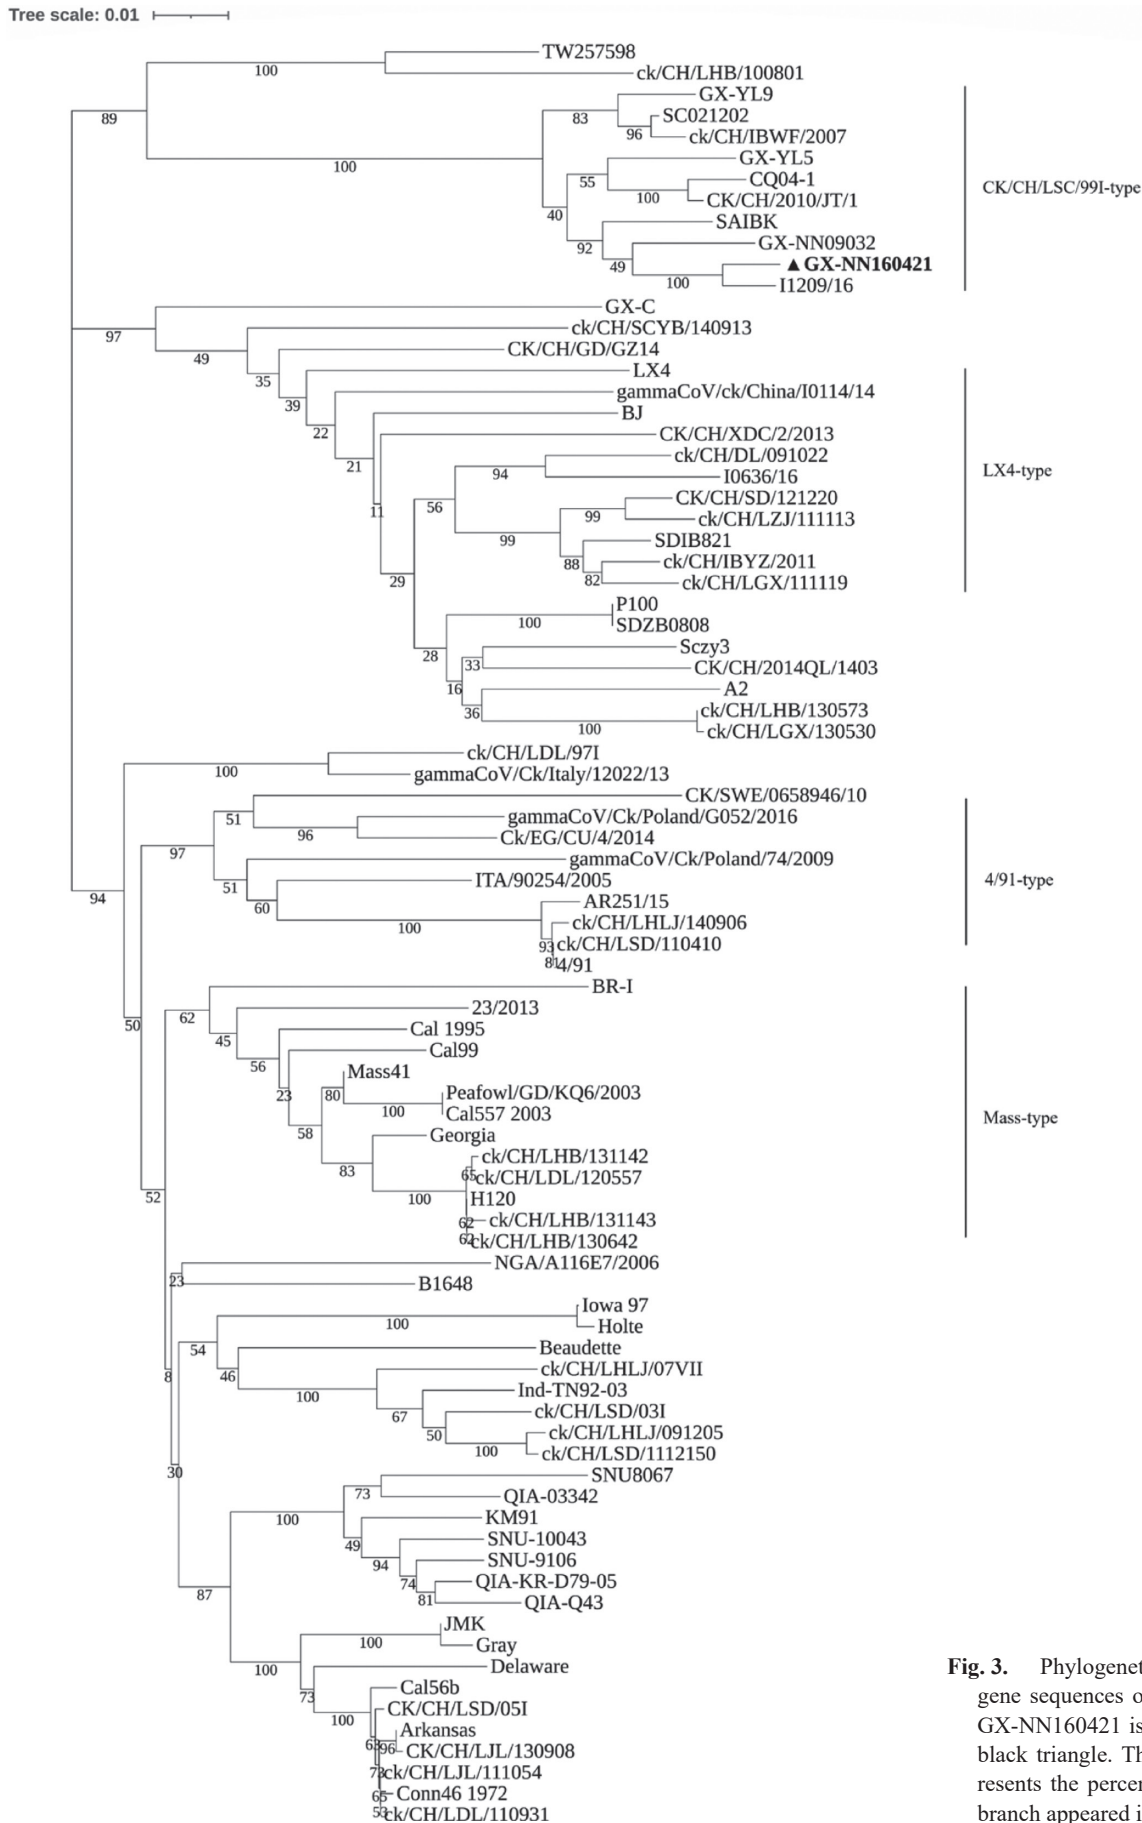 Tree scale: 0.01
TW257598
100
ck/CH/LHB/100801
89
GX-YL9
83
SC021202
96
ck/CH/IBWF/2007
100
GX-YL5
55
CQ04-1
100
CK/CH/2010/JT/1
CK/CH/LSC/99I-type
40
SAIBK
92
GX-NN09032
49
▲GX-NN160421
100
I1209/16
GX-C
97
ck/CH/SCYB/140913
49
CK/CH/GD/GZ14
35
LX4
39
gammaCoV/ck/China/I0114/14
22
BJ
21
CK/CH/XDC/2/2013
11
ck/CH/DL/091022
94
I0636/16
LX4-type
56
CK/CH/SD/121220
99
ck/CH/LZJ/111113
99
SDIB821
88
ck/CH/IBYZ/2011
82
ck/CH/LGX/111119
29
P100
100
SDZB0808
28
Sczy3
33
CK/CH/2014QL/1403
16
A2
36
ck/CH/LHB/130573
100
ck/CH/LGX/130530
ck/CH/LDL/97I
100
gammaCoV/Ck/Italy/12022/13
CK/SWE/0658946/10
51
gammaCoV/Ck/Poland/G052/2016
96
Ck/EG/CU/4/2014
97
gammaCoV/Ck/Poland/74/2009
51
ITA/90254/2005
4/91-type
94
60
AR251/15
100
ck/CH/LHLJ/140906
93
ck/CH/LSD/110410
81
4/91
BR-I
50
62
23/2013
45
Cal 1995
56
Cal99
23
Mass41
80
Peafowl/GD/KQ6/2003
100
Cal557 2003
Mass-type
58
Georgia
83
ck/CH/LHB/131142
65
ck/CH/LDL/120557
100
H120
52
62
ck/CH/LHB/131143
62
ck/CH/LHB/130642
NGA/A116E7/2006
23
B1648
Iowa 97
100
Holte
54
Beaudette
8
46
ck/CH/LHLJ/07VII
100
Ind-TN92-03
67
ck/CH/LSD/03I
50
ck/CH/LHLJ/091205
100
ck/CH/LSD/1112150
30
SNU8067
73
QIA-03342
100
KM91
49
SNU-10043
94
SNU-9106
74
QIA-KR-D79-05
81
QIA-Q43
87
JMK
100
Gray
100
Delaware
73
Cal56b
100
CK/CH/LSD/05I
Arkansas
63
96
CK/CH/LJL/130908
73
ck/CH/LJL/111054
65
Conn46 1972
53
ck/CH/LDL/110931
Fig. 3. Phylogenet
gene sequences o
GX-NN160421 is
black triangle. Th
resents the percer
branch appeared i